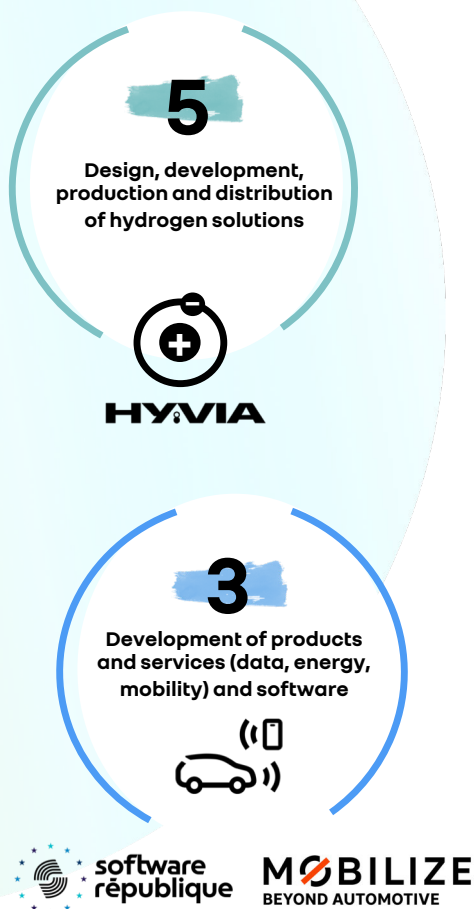 5
Design, development,
production and distribution
of hydrogen solutions
HYVIA
3
Development of products
and services (data, energy,
mobility) and software
software
république
MOBILIZE
BEYOND AUTOMOTIVE